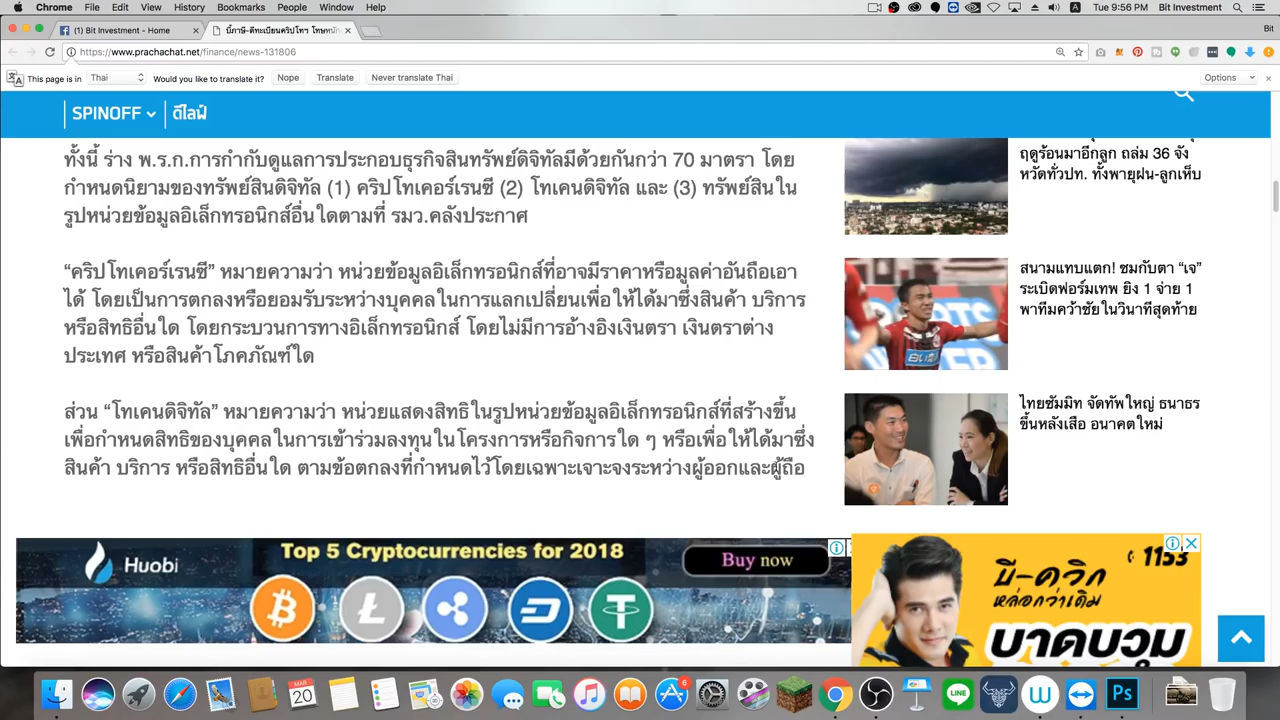 Chrome File Edit View History Bookmarks People Window Help Tue 9:56 PM Bit Investment
(1) Bit Investment - Home
บี้ภาษี-ตีทะเบียนคริปโทฯ โทษหนัก
Bit
https://www.prachachat.net/finance/news-131806
This page is in Thai Would you like to translate it? Nope Translate Never translate Thai Options
SPINOFF ดีไลฟ์
ทั้งนี้ ร่าง พ.ร.ก.การกำกับดูแลการประกอบธุรกิจสินทรัพย์ดิจิทัลมีด้วยกันกว่า 70 มาตรา โดย
กำหนดนิยามของทรัพย์สินดิจิทัล (1) คริปโทเคอร์เรนซี (2) โทเคนดิจิทัล และ (3) ทรัพย์สินใน
รูปหน่วยข้อมูลอิเล็กทรอนิกส์อื่นใดตามที่ รมว.คลังประกาศ
“คริปโทเคอร์เรนซี” หมายความว่า หน่วยข้อมูลอิเล็กทรอนิกส์ที่อาจมีราคาหรือมูลค่าอันถือเอา
ได้ โดยเป็นการตกลงหรือยอมรับระหว่างบุคคลในการแลกเปลี่ยนเพื่อให้ได้มาซึ่งสินค้า บริการ
หรือสิทธิอื่นใด โดยกระบวนการทางอิเล็กทรอนิกส์ โดยไม่มีการอ้างอิงเงินตรา เงินตราต่าง
ประเทศ หรือสินค้าโภคภัณฑ์ใด
ส่วน “โทเคนดิจิทัล” หมายความว่า หน่วยแสดงสิทธิในรูปหน่วยข้อมูลอิเล็กทรอนิกส์ที่สร้างขึ้น
เพื่อกำหนดสิทธิของบุคคลในการเข้าร่วมลงทุนในโครงการหรือกิจการใด ๆ หรือเพื่อให้ได้มาซึ่ง
สินค้า บริการ หรือสิทธิอื่นใด ตามข้อตกลงที่กำหนดไว้โดยเฉพาะเจาะจงระหว่างผู้ออกและผู้ถือ
ฤดูร้อนมาอีกลูก ถล่ม 36 จัง
หวัดทั่วปท. ทั้งพายุฝน-ลูกเห็บ
สนามแทบแตก! ชมกับตา “เจ”
ระเบิดฟอร์มเทพ ยิง 1 จ่าย 1
พาทีมคว้าชัยในวินาทีสุดท้าย
ไทยซัมมิท จัดทัพใหญ่ ธนาธร
ขึ้นหลังเสือ อนาคตใหม่
Huobi
Top 5 Cryptocurrencies for 2018
Buy now
1153
บี-ควิก
หล่อกว่าเดิม
บาดบวม
MAR
20
6
W
LINE
Ps